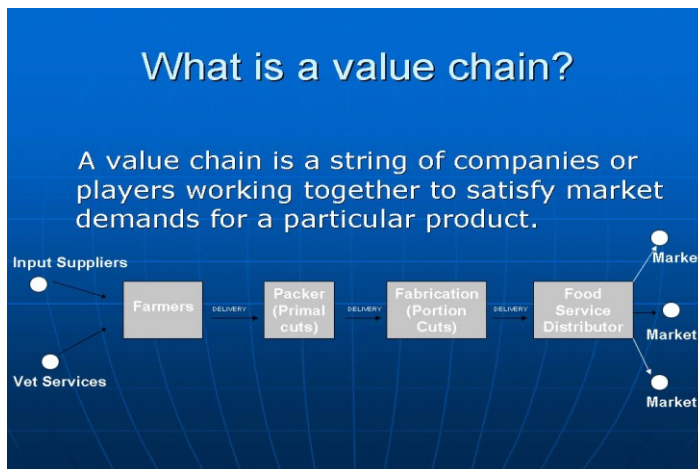 What is a value chain?
A value chain is a string of companies or
players working together to satisfy market
demands for a particular product.
Input Suppliers
Vet Services
Farmers
DELIVERY
Packer
(Primal
cuts)
DELIVERY
Fabrication
(Portion
Cuts)
DELIVERY
Food
Service
Distributor
Marke
Market
Market